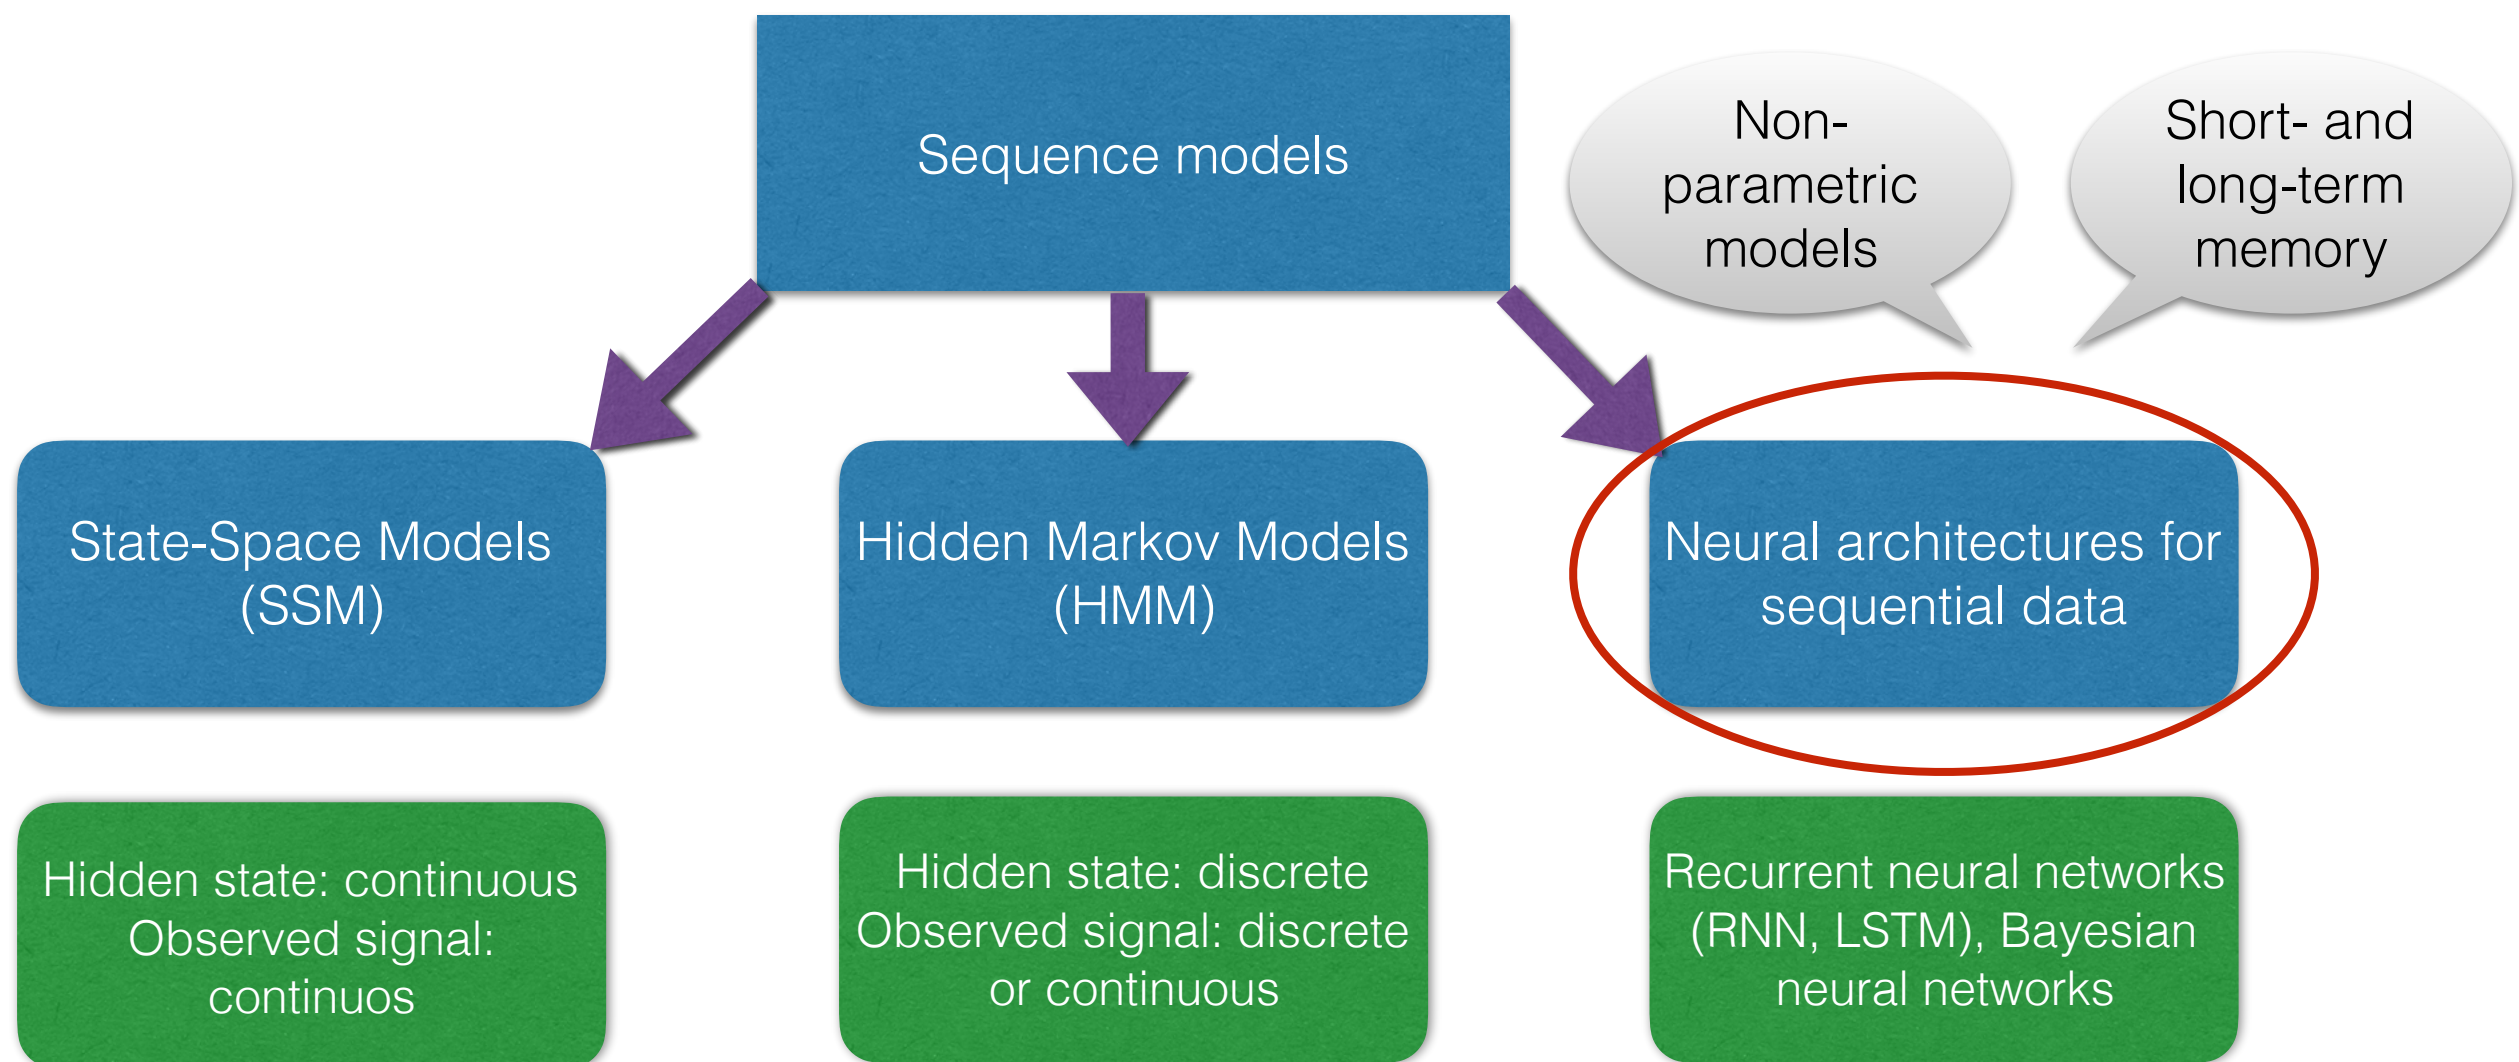 Sequence models
Non-
parametric
models
Short- and
long-term
memory
State-Space Models
(SSM)
Hidden Markov Models
(HMM)
Neural architectures for
sequential data
Hidden state: continuous
Observed signal:
continuos
Hidden state: discrete
Observed signal: discrete
or continuous
Recurrent neural networks
(RNN, LSTM), Bayesian
neural networks